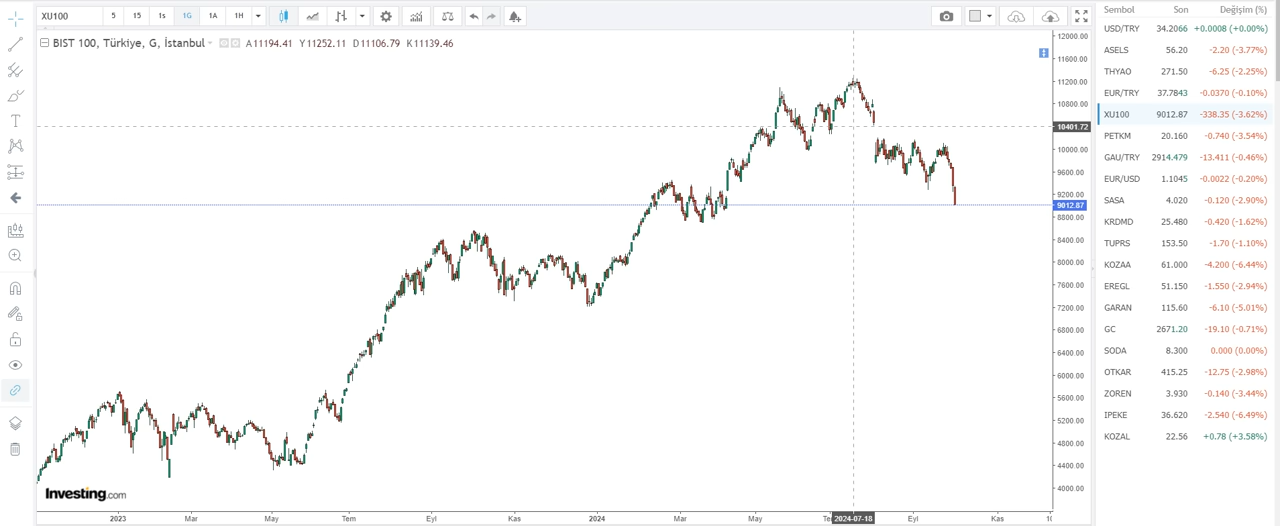 XU100 5 15 1s 1G 1A 1H
BIST 100, Türkiye, G, İstanbul A11194.41 Y11252.11 D11106.79 K11139.46
12000.00
11600.00
11200.00
10800.00
10401.72
10000.00
9600.00
9200.00
9012.87
8800.00
8400.00
8000.00
7600.00
7200.00
6800.00
6400.00
6000.00
5600.00
5200.00
4800.00
4400.00
4000.00
Investing.com
2023 Mar May Tem Eyl Kas 2024 Mar May 2024-07-18 Eyl Kas
Sembol Son Değişim (%)
USD/TRY 34.2066 +0.0008 (+0.00%)
ASELS 56.20 -2.20 (-3.77%)
THYAO 271.50 -6.25 (-2.25%)
EUR/TRY 37.7843 -0.0370 (-0.10%)
XU100 9012.87 -338.35 (-3.62%)
PETKM 20.160 -0.740 (-3.54%)
GAU/TRY 2914.479 -13.411 (-0.46%)
EUR/USD 1.1045 -0.0022 (-0.20%)
SASA 4.020 -0.120 (-2.90%)
KRDMD 25.480 -0.420 (-1.62%)
TUPRS 153.50 -1.70 (-1.10%)
KOZAA 61.000 -4.200 (-6.44%)
EREGL 51.150 -1.550 (-2.94%)
GARAN 115.60 -6.10 (-5.01%)
GC 2671.20 -19.10 (-0.71%)
SODA 8.300 0.000 (0.00%)
OTKAR 415.25 -12.75 (-2.98%)
ZOREN 3.930 -0.140 (-3.44%)
IPEKE 36.620 -2.540 (-6.49%)
KOZAL 22.56 +0.78 (+3.58%)